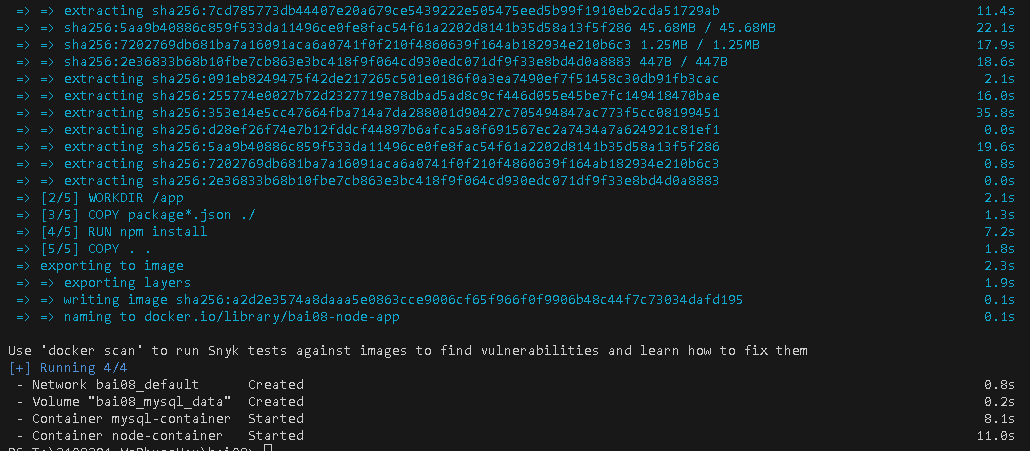 => => extracting sha256:7cd785773db44407e20a679ce5439222e505475eed5b99f1910eb2cda51729ab 11.4s
=> => sha256:5aa9b40886c859f533da11496ce0fe8fac54f61a2202d8141b35d58a13f5f286 45.68MB / 45.68MB 22.1s
=> => sha256:7202769db681ba7a16091aca6a0741f0f210f4860639f164ab182934e210b6c3 1.25MB / 1.25MB 17.9s
=> => sha256:2e36833b68b10fbe7cb863e3bc418f9f064cd930edc071df9f33e8bd4d0a8883 447B / 447B 18.6s
=> => extracting sha256:091eb8249475f42de217265c501e0186f0a3ea7490ef7f51458c30db91fb3cac 2.1s
=> => extracting sha256:255774e0027b72d2327719e78dbad5ad8c9cf446d055e45be7fc149418470bae 16.0s
=> => extracting sha256:353e14e5cc47664fba714a7da288001d90427c705494847ac773f5cc08199451 35.8s
=> => extracting sha256:d28ef26f74e7b12fddcf44897b6afca5a8f691567ec2a7434a7a624921c81ef1 0.0s
=> => extracting sha256:5aa9b40886c859f533da11496ce0fe8fac54f61a2202d8141b35d58a13f5f286 19.6s
=> => extracting sha256:7202769db681ba7a16091aca6a0741f0f210f4860639f164ab182934e210b6c3 0.8s
=> => extracting sha256:2e36833b68b10fbe7cb863e3bc418f9f064cd930edc071df9f33e8bd4d0a8883 0.0s
=> [2/5] WORKDIR /app 2.1s
=> [3/5] COPY package*.json ./ 1.3s
=> [4/5] RUN npm install 7.2s
=> [5/5] COPY . . 1.8s
=> exporting to image 2.3s
=> => exporting layers 1.9s
=> => writing image sha256:a2d2e3574a8daaa5e0863cce9006cf65f966f0f9906b48c44f7c73034dafd195 0.1s
=> => naming to docker.io/library/bai08-node-app 0.1s
Use 'docker scan' to run Snyk tests against images to find vulnerabilities and learn how to fix them
[+] Running 4/4
- Network bai08_default Created 0.8s
- Volume "bai08_mysql_data" Created 0.2s
- Container mysql-container Started 8.1s
- Container node-container Started 11.0s